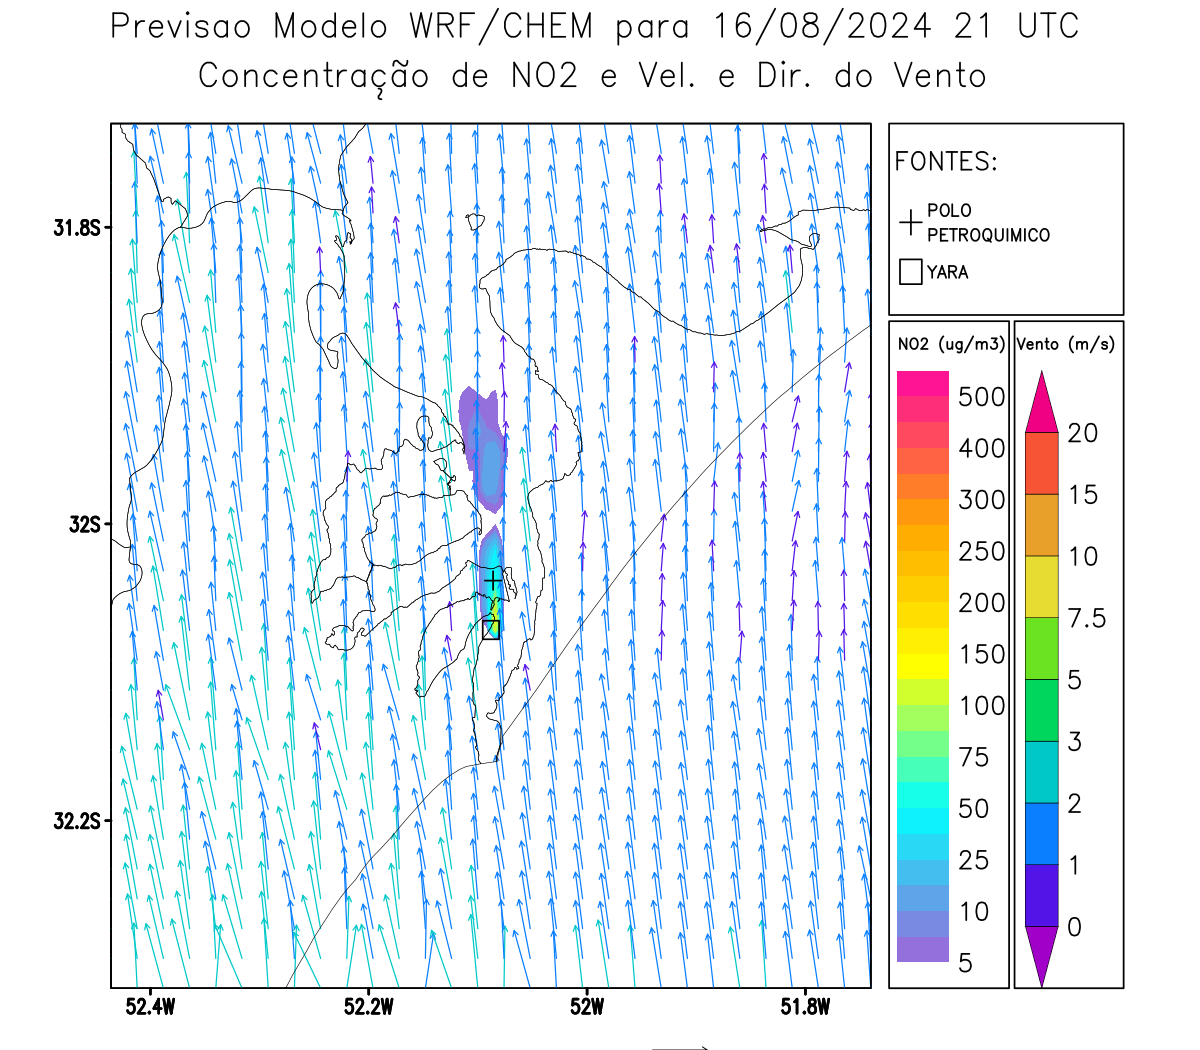 Previsao Modelo WRF/CHEM para 16/08/2024 21 UTC
Concentração de NO2 e Vel. e Dir. do Vento
FONTES:
POLO
PETROQUIMICO
YARA
NO2 (ug/m3)
500
400
300
250
200
150
100
75
50
25
10
5
Vento (m/s)
20
15
10
7.5
5
3
2
1
0
31.8S
32S
32.2S
52.4W
52.2W
52W
51.8W